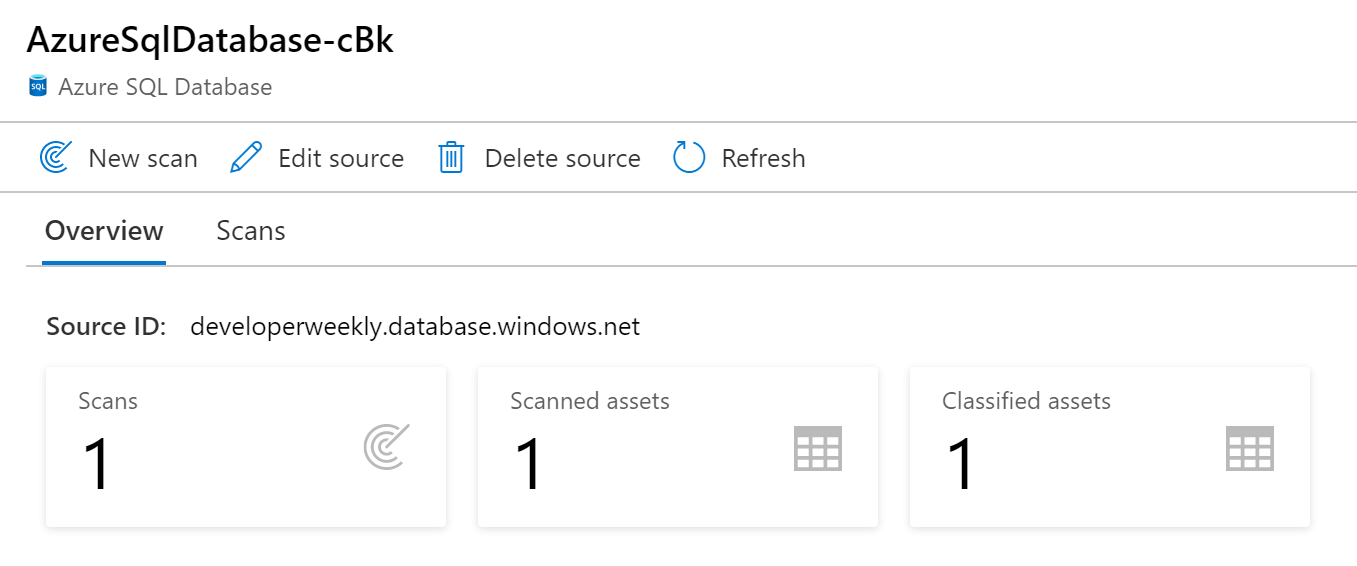 AzureSqlDatabase-cBk
SQL Azure SQL Database
New scan Edit source Delete source Refresh
Overview Scans
Source ID: developerweekly.database.windows.net
Scans Scanned assets Classified assets
1 1 1